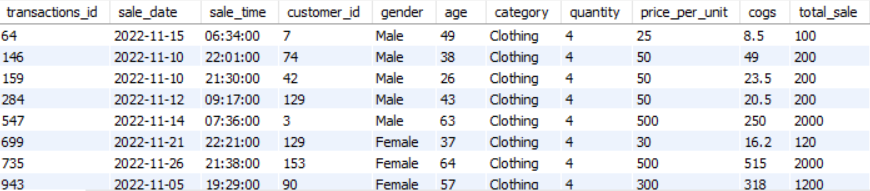 transactions_id sale_date sale_time customer_id gender age category quantity price_per_unit cogs total_sale
64 2022-11-15 06:34:00 7 Male 49 Clothing 4 25 8.5 100
146 2022-11-10 22:01:00 74 Male 38 Clothing 4 50 49 200
159 2022-11-10 21:30:00 42 Male 26 Clothing 4 50 23.5 200
284 2022-11-12 09:17:00 129 Male 43 Clothing 4 50 20.5 200
547 2022-11-14 07:36:00 3 Male 63 Clothing 4 500 250 2000
699 2022-11-21 22:21:00 129 Female 37 Clothing 4 30 16.2 120
735 2022-11-26 21:38:00 153 Female 64 Clothing 4 500 515 2000
943 2022-11-05 19:29:00 90 Female 57 Clothing 4 300 318 1200